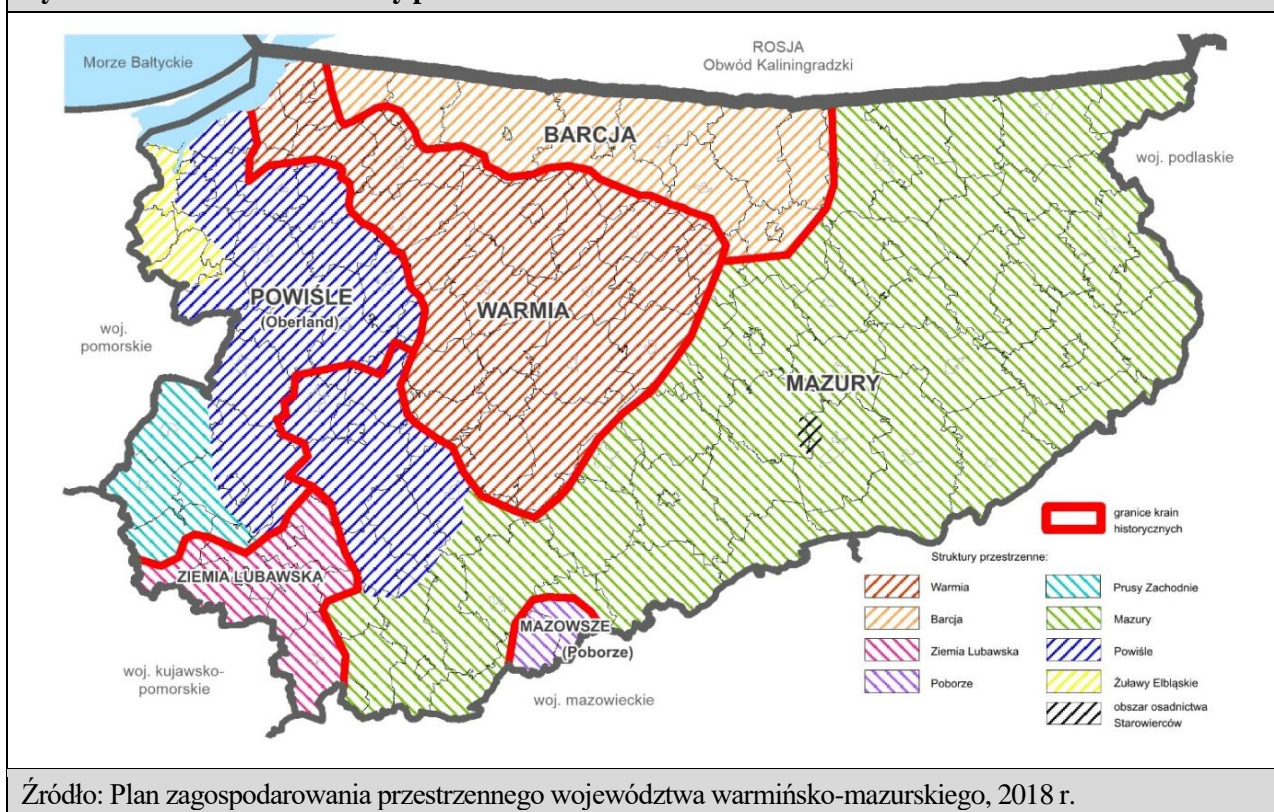 Morze Bałtyckie
ROSJA
Obwód Kaliningradzki
BARCJA
woj. podlaskie
POWIŚLE
(Oberland)
WARMIA
woj.
pomorskie
MAZURY
granice krain
historycznych
ZIEMIA LUBAWSKA
Struktury przestrzenne:
Warmia
Prusy Zachodnie
Barcja
Mazury
MAZOWSZE
(Poborze)
Ziemia Lubawska
Powiśle
woj. kujawsko-
pomorskie
Poborze
Żuławy Elbląskie
woj. mazowieckie
obszar osadnictwa
Starowierców
Źródło: Plan zagospodarowania przestrzennego województwa warmińsko-mazurskiego, 2018 r.